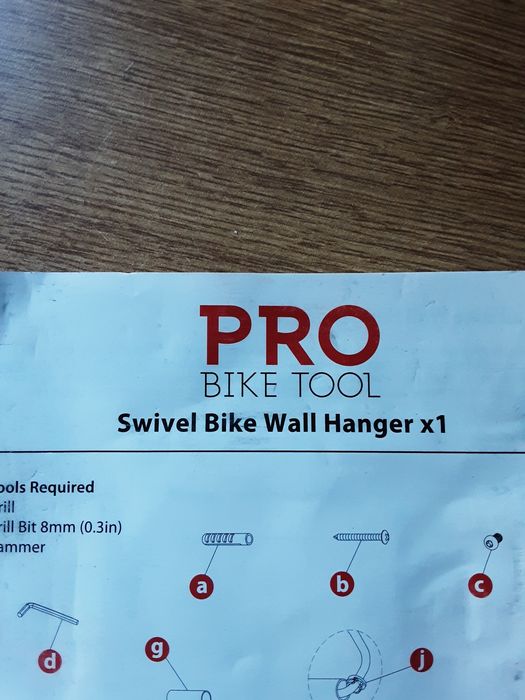 PRO
BIKE TOOL
Swivel Bike Wall Hanger x1
ools Required
rill
rill Bit 8mm (0.3in)
ammer
a
b
c
d
g
j